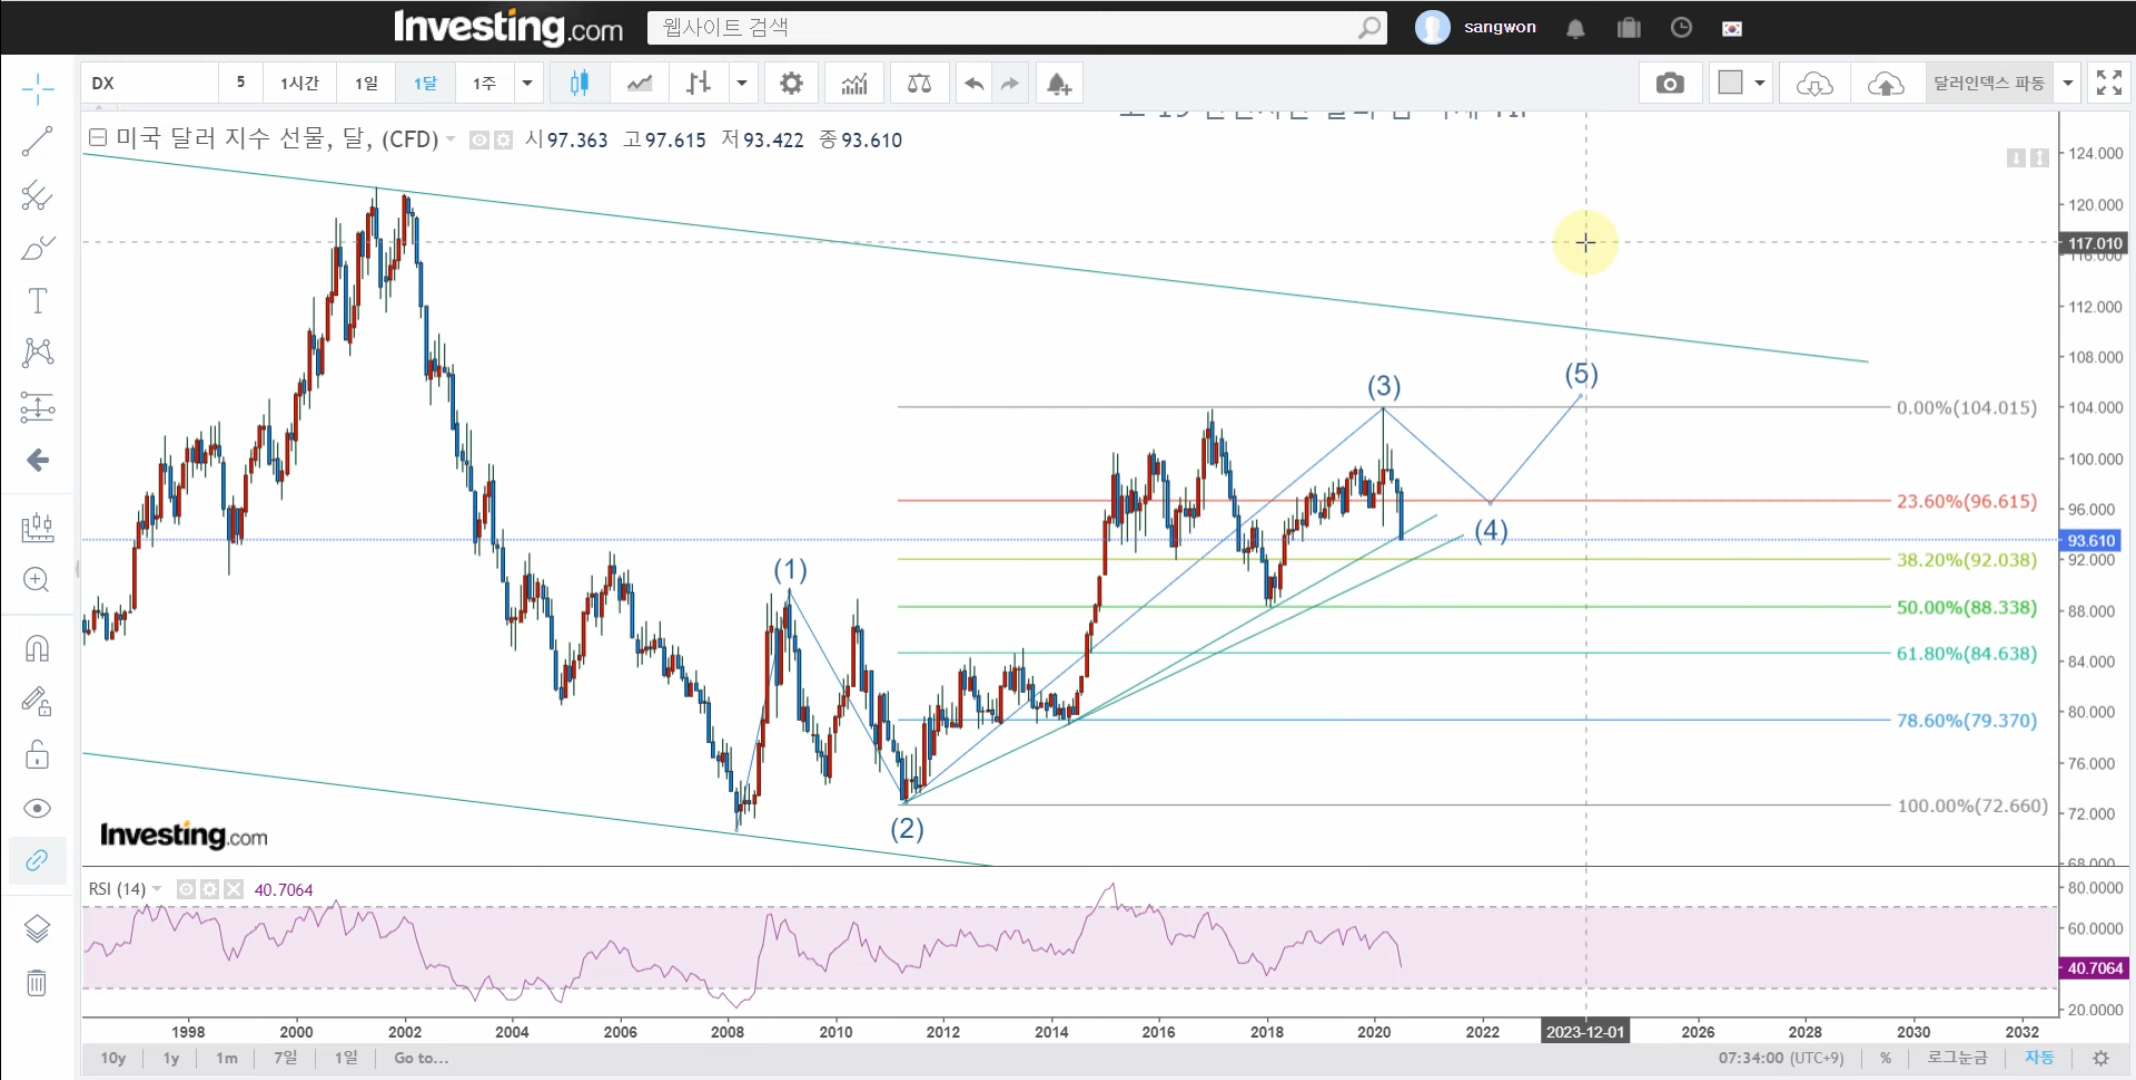 Investing.com
웹사이트 검색
sangwon
DX
5
1시간
1일
1달
1주
달러인덱스 파동
미국 달러 지수 선물, 달, (CFD)
시97.363 고97.615 저93.422 종93.610
124.000
120.000
117.010
116.000
112.000
108.000
(5)
(3)
0.00%(104.015)
104.000
100.000
23.60%(96.615)
96.000
(4)
93.610
38.20%(92.038)
92.000
(1)
50.00%(88.338)
88.000
61.80%(84.638)
84.000
78.60%(79.370)
80.000
76.000
100.00%(72.660)
72.000
(2)
Investing.com
68.000
RSI (14)
40.7064
80.0000
60.0000
40.7064
20.0000
1998
2000
2002
2004
2006
2008
2010
2012
2014
2016
2018
2020
2022
2023-12-01
2026
2028
2030
2032
10y
1y
1m
7일
1일
Go to...
07:34:00 (UTC+9)
%
로그눈금
자동